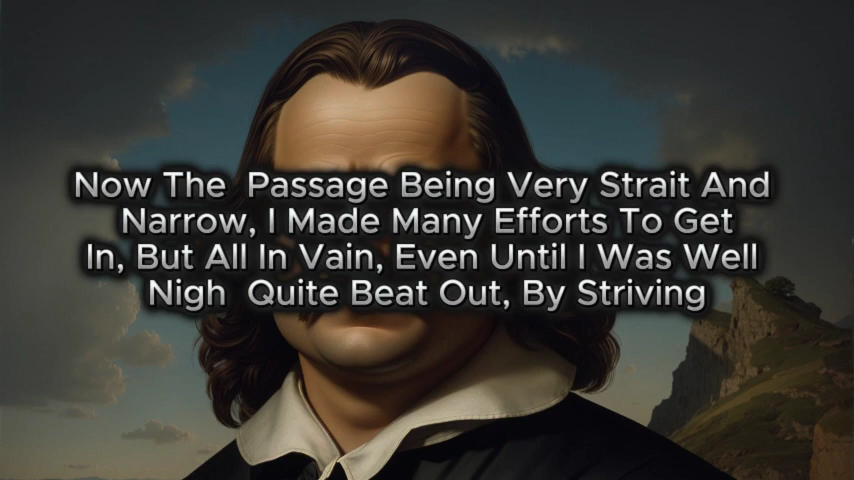 Now The Passage Being Very Strait And
Narrow, I Made Many Efforts To Get
In, But All In Vain, Even Until I Was Well
Nigh Quite Beat Out, By Striving